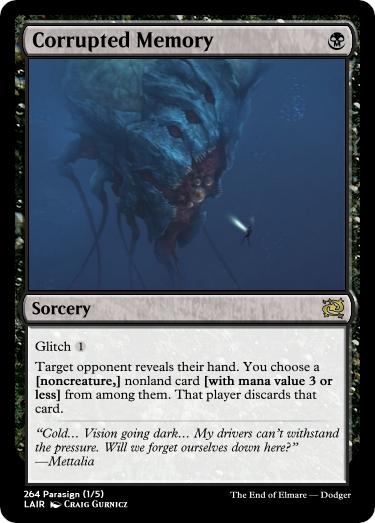 Corrupted Memory
Sorcery
Glitch 1
Target opponent reveals their hand. You choose a
[noncreature,] nonland card [with mana value 3 or
less] from among them. That player discards that
card.
“Cold… Vision going dark… My drivers can’t withstand
the pressure. Will we forget ourselves down here?”
—Mettalia
264 Parasign (1/5)
LAIR Craig Gurnicz
The End of Elmare — Dodger